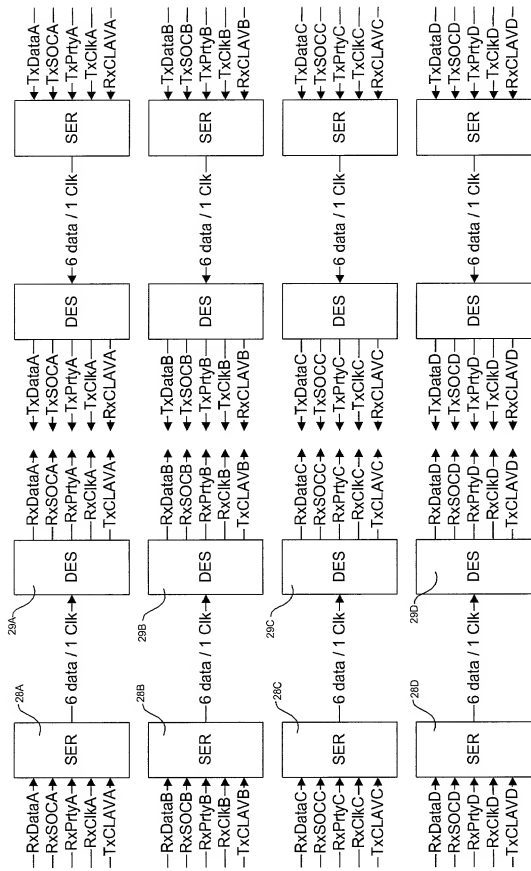 TxDataA
TxSOCA
TxPrtyA
TxClkA
RxCLAVA
SER
6 data / 1 Clk
DES
TxDataA
TxSOCA
TxPrtyA
TxClkA
RxCLAVA
RxDataA
RxSOCA
RxPrtyA
RxClkA
TxCLAVA
29A
DES
6 data / 1 Clk
28A
SER
RxDataA
RxSOCA
RxPrtyA
RxClkA
TxCLAVA
TxDataB
TxSOCB
TxPrtyB
TxClkB
RxCLAVB
SER
6 data / 1 Clk
DES
TxDataB
TxSOCB
TxPrtyB
TxClkB
RxCLAVB
RxDataB
RxSOCB
RxPrtyB
RxClkB
TxCLAVB
29B
DES
6 data / 1 Clk
28B
SER
RxDataB
RxSOCB
RxPrtyB
RxClkB
TxCLAVB
TxDataC
TxSOCC
TxPrtyC
TxClkC
RxCLAVC
SER
6 data / 1 Clk
DES
TxDataC
TxSOCC
TxPrtyC
TxClkC
RxCLAVC
RxDataC
RxSOCC
RxPrtyC
RxClkC
TxCLAVC
29C
DES
6 data / 1 Clk
28C
SER
RxDataC
RxSOCC
RxPrtyC
RxClkC
TxCLAVC
TxDataD
TxSOCD
TxPrtyD
TxClkD
RxCLAVD
SER
6 data / 1 Clk
DES
TxDataD
TxSOCD
TxPrtyD
TxClkD
RxCLAVD
RxDataD
RxSOCD
RxPrtyD
RxClkD
TxCLAVD
29D
DES
6 data / 1 Clk
28D
SER
RxDataD
RxSOCD
RxPrtyD
RxClkD
TxCLAVD